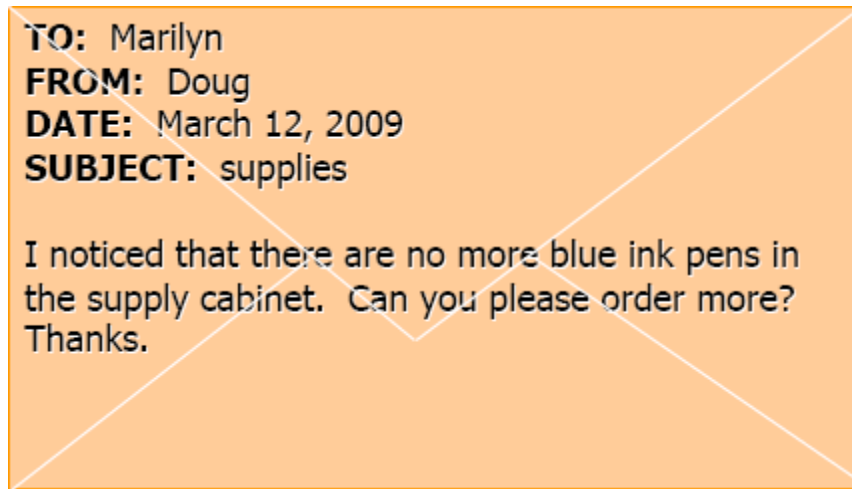 TO: Marilyn
FROM: Doug
DATE: March 12, 2009
SUBJECT: supplies
I noticed that there are no more blue ink pens in
the supply cabinet. Can you please order more?
Thanks.